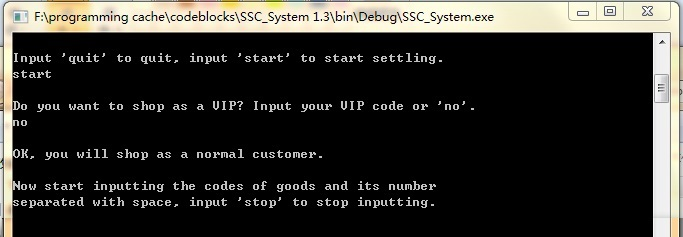 F:\programming cache\codeblocks\SSC_System 1.3\bin\Debug\SSC_System.exe
Input 'quit' to quit, input 'start' to start settling.
start
Do you want to shop as a VIP? Input your VIP code or 'no'.
no
OK, you will shop as a normal customer.
Now start inputting the codes of goods and its number
separated with space, input 'stop' to stop inputting.